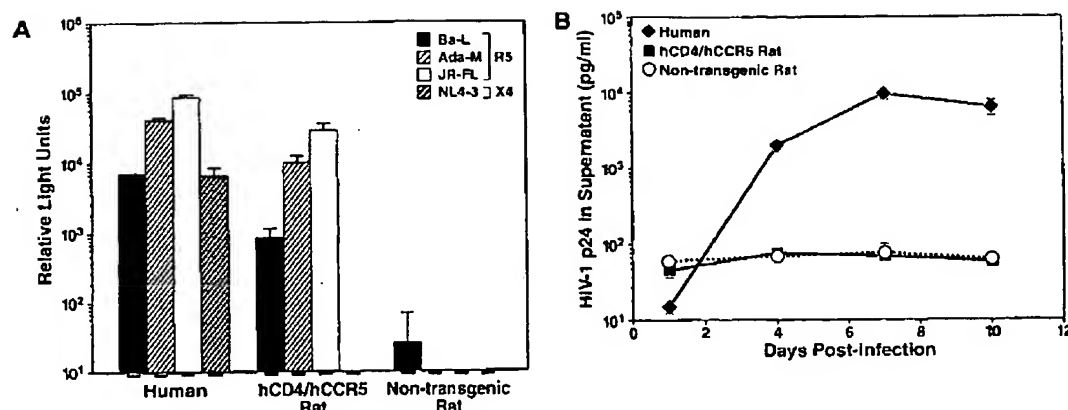 A
Relative Light Units
10⁶
10⁵
10⁴
10³
10²
10¹
Ba-L
Ada-M
JR-FL
R5
NL4-3
X4
Human
hCD4/hCCR5
Rat
Non-transgenic
Rat
B
HIV-1 p24 in Supernatent (pg/ml)
10⁵
10⁴
10³
10²
10¹
Human
hCD4/hCCR5 Rat
Non-transgenic Rat
0 2 4 6 8 10 12
Days Post-Infection